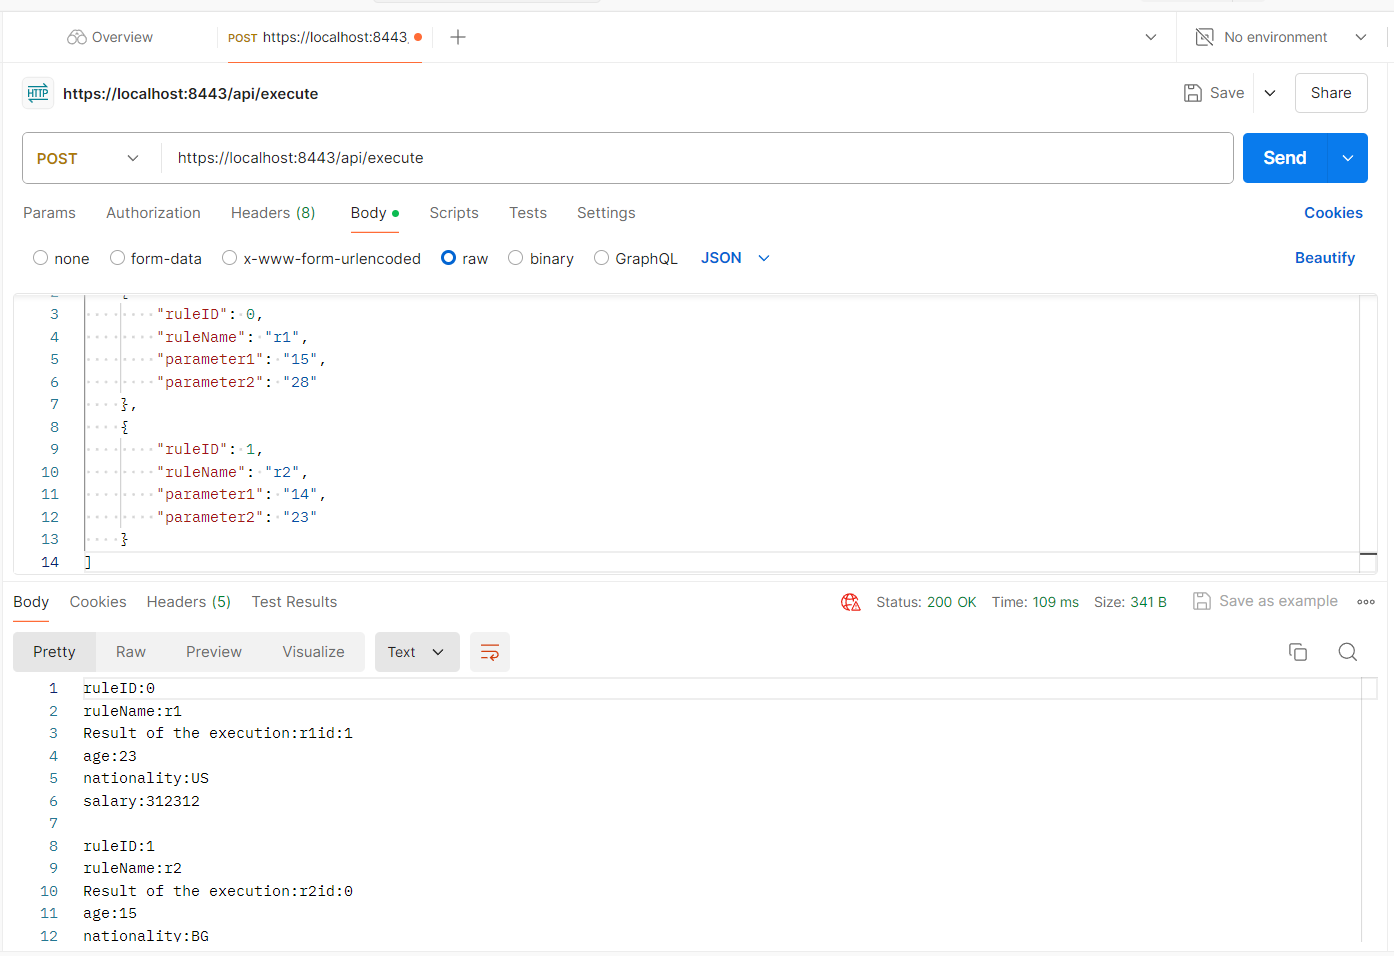 Overview
POST https://localhost:8443
No environment
HTTP https://localhost:8443/api/execute
Save
Share
POST https://localhost:8443/api/execute
Send
Params Authorization Headers (8) Body Scripts Tests Settings Cookies
none form-data x-www-form-urlencoded raw binary GraphQL JSON Beautify
3 "ruleID": 0,
4 "ruleName": "r1",
5 "parameter1": "15",
6 "parameter2": "28"
7 },
8 {
9 "ruleID": 1,
10 "ruleName": "r2",
11 "parameter1": "14",
12 "parameter2": "23"
13 }
14 ]
Body Cookies Headers (5) Test Results Status: 200 OK Time: 109 ms Size: 341 B Save as example
Pretty Raw Preview Visualize Text
1 ruleID:0
2 ruleName:r1
3 Result of the execution:r1id:1
4 age:23
5 nationality:US
6 salary:312312
7
8 ruleID:1
9 ruleName:r2
10 Result of the execution:r2id:0
11 age:15
12 nationality:BG